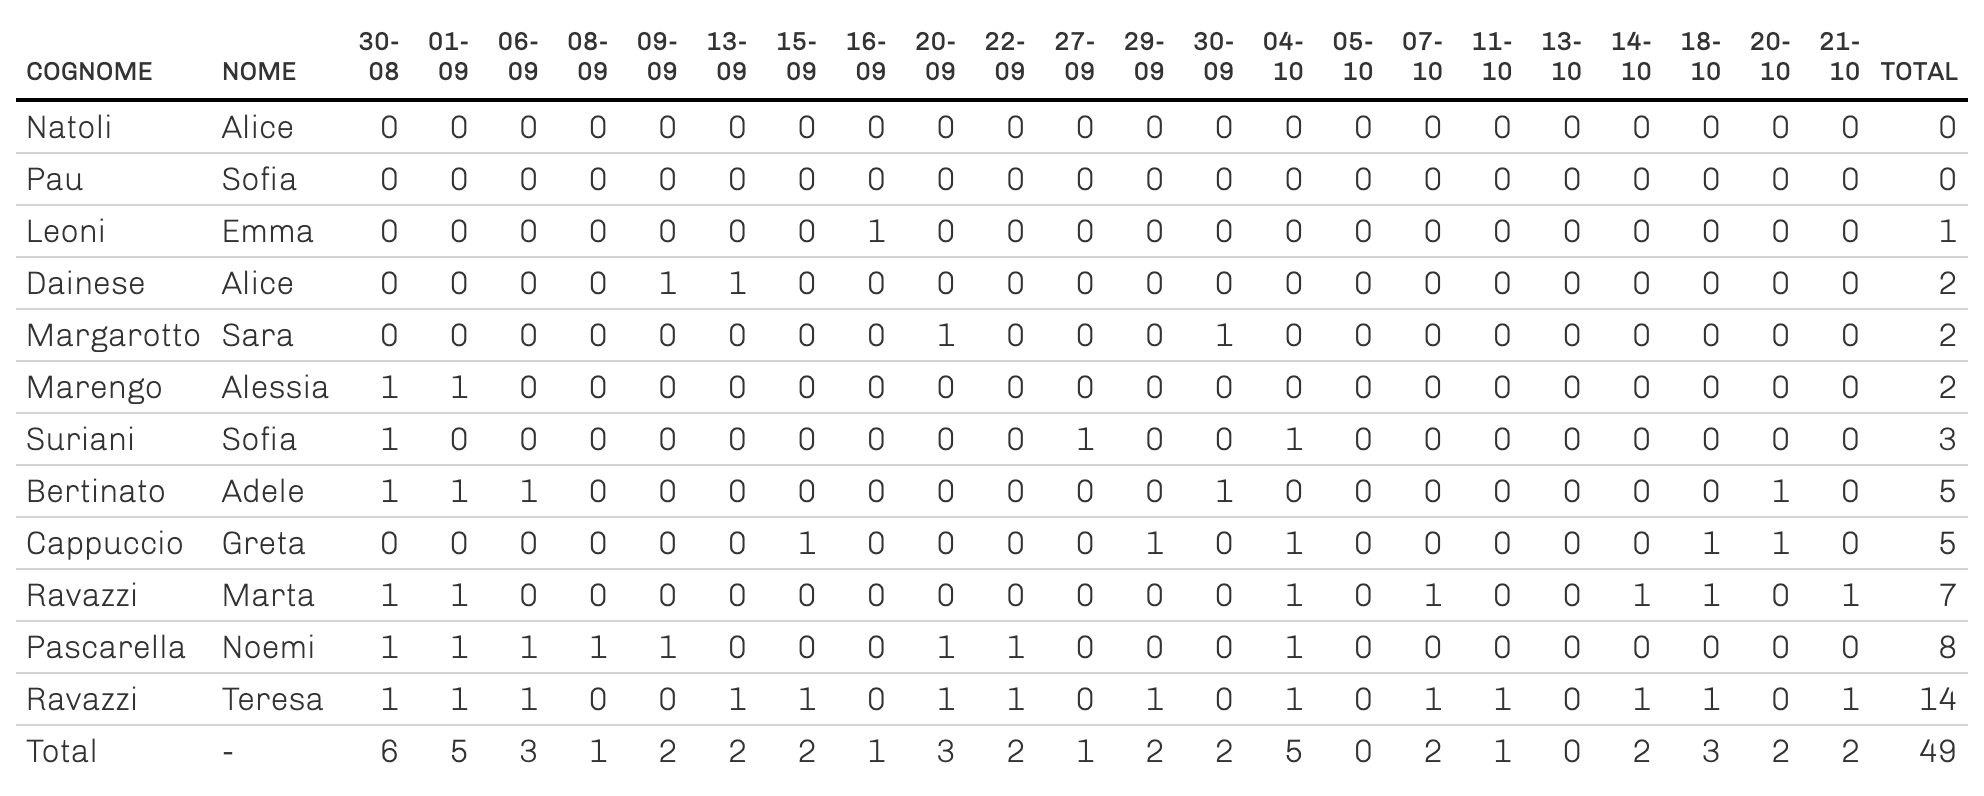 30- 01- 06- 08- 09- 13- 15- 16- 20- 22- 27- 29- 30- 04- 05- 07- 11- 13- 14- 18- 20- 21-
COGNOME NOME 08 09 09 09 09 09 09 09 09 09 09 09 09 10 10 10 10 10 10 10 10 10 TOTAL
Natoli Alice 0 0 0 0 0 0 0 0 0 0 0 0 0 0 0 0 0 0 0 0 0 0 0
Pau Sofia 0 0 0 0 0 0 0 0 0 0 0 0 0 0 0 0 0 0 0 0 0 0 0
Leoni Emma 0 0 0 0 0 0 0 1 0 0 0 0 0 0 0 0 0 0 0 0 0 0 1
Dainese Alice 0 0 0 0 1 1 0 0 0 0 0 0 0 0 0 0 0 0 0 0 0 0 2
Margarotto Sara 0 0 0 0 0 0 0 0 1 0 0 0 1 0 0 0 0 0 0 0 0 0 2
Marengo Alessia 1 1 0 0 0 0 0 0 0 0 0 0 0 0 0 0 0 0 0 0 0 0 2
Suriani Sofia 1 0 0 0 0 0 0 0 0 0 1 0 0 1 0 0 0 0 0 0 0 0 3
Bertinato Adele 1 1 1 0 0 0 0 0 0 0 0 0 1 0 0 0 0 0 0 0 1 0 5
Cappuccio Greta 0 0 0 0 0 0 1 0 0 0 0 1 0 1 0 0 0 0 0 1 1 0 5
Ravazzi Marta 1 1 0 0 0 0 0 0 0 0 0 0 0 1 0 1 0 0 1 1 0 1 7
Pascarella Noemi 1 1 1 1 1 0 0 0 1 1 0 0 0 1 0 0 0 0 0 0 0 0 8
Ravazzi Teresa 1 1 1 0 0 1 1 0 1 1 0 1 0 1 0 1 1 0 1 1 0 1 14
Total - 6 5 3 1 2 2 2 1 3 2 1 2 2 5 0 2 1 0 2 3 2 2 49